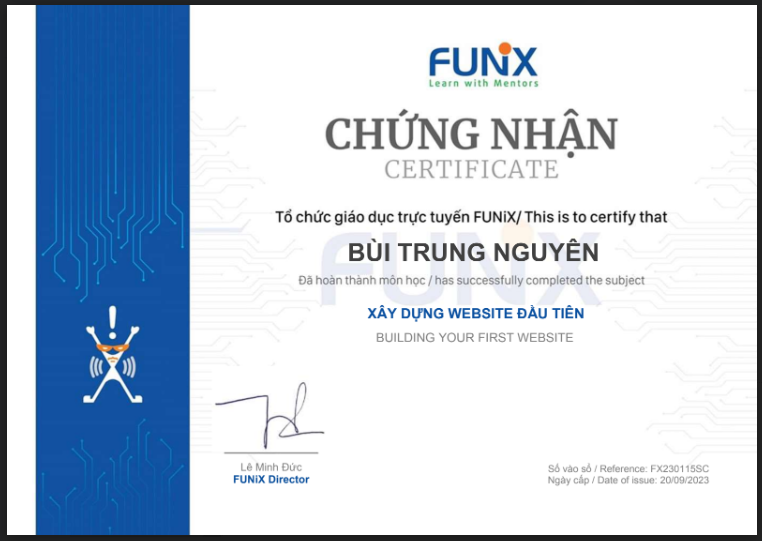 FUNiX
Learn with Mentors
CHỨNG NHẬN
CERTIFICATE
Tổ chức giáo dục trực tuyến FUNiX/ This is to certify that
BÙI TRUNG NGUYÊN
Đã hoàn thành môn học / has successfully completed the subject
XÂY DỰNG WEBSITE ĐẦU TIÊN
BUILDING YOUR FIRST WEBSITE
Lê Minh Đức
FUNiX Director
Số vào sổ / Reference: FX230115SC
Ngày cấp / Date of issue: 20/09/2023